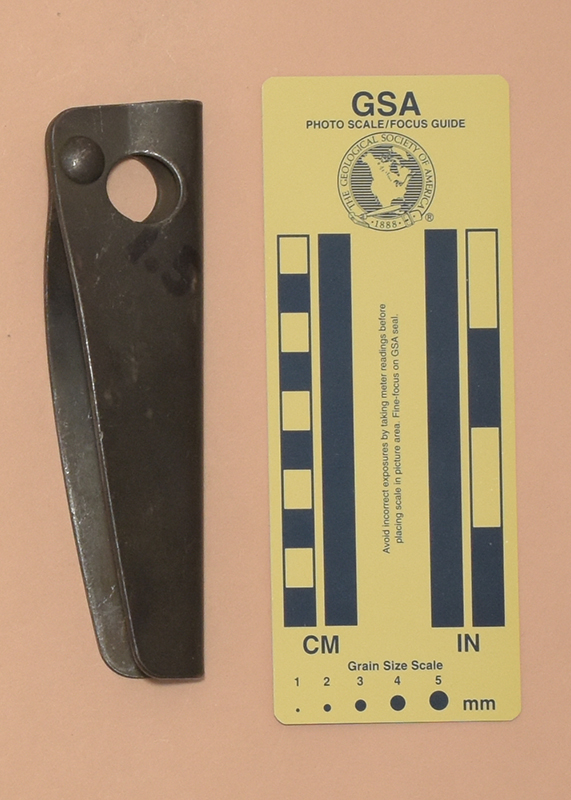 GSA
PHOTO SCALE/FOCUS GUIDE
THE GEOLOGICAL SOCIETY OF AMERICA
1888
®
Avoid incorrect exposures by taking meter readings before
placing scale in picture area. Fine-focus on GSA seal.
CM
IN
Grain Size Scale
1 2 3 4 5
mm